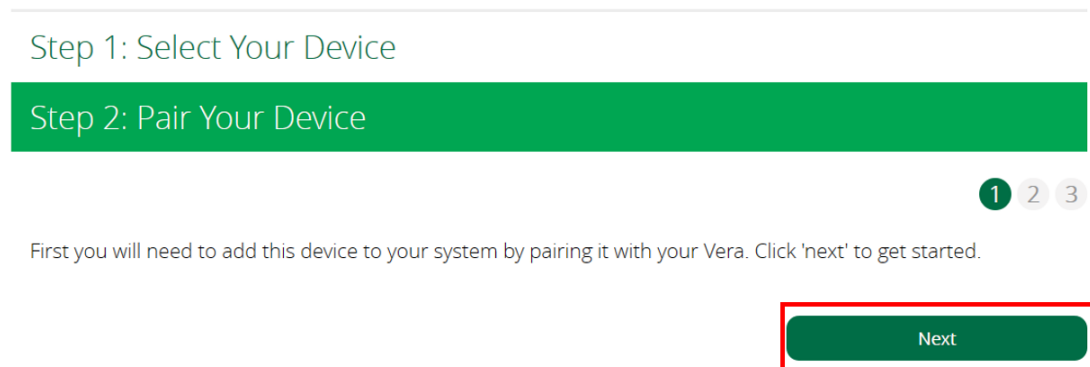 Step 1: Select Your Device
Step 2: Pair Your Device
1 2 3
First you will need to add this device to your system by pairing it with your Vera. Click 'next' to get started.
Next